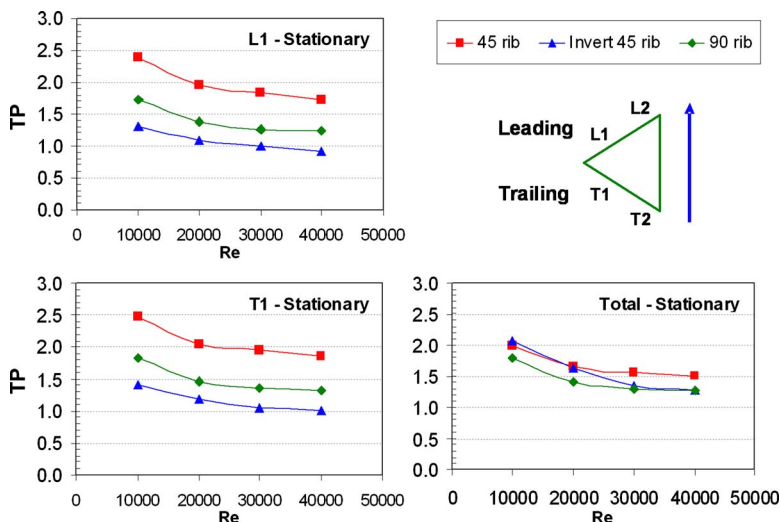 L1 - Stationary
TP
3.0
2.5
2.0
1.5
1.0
0.5
0.0
0 10000 20000 30000 40000 50000
Re
45 rib Invert 45 rib 90 rib
Leading
Trailing
L1
L2
T1
T2
T1 - Stationary
TP
3.0
2.5
2.0
1.5
1.0
0.5
0.0
0 10000 20000 30000 40000 50000
Re
Total - Stationary
3.0
2.5
2.0
1.5
1.0
0.5
0.0
0 10000 20000 30000 40000 50000
Re